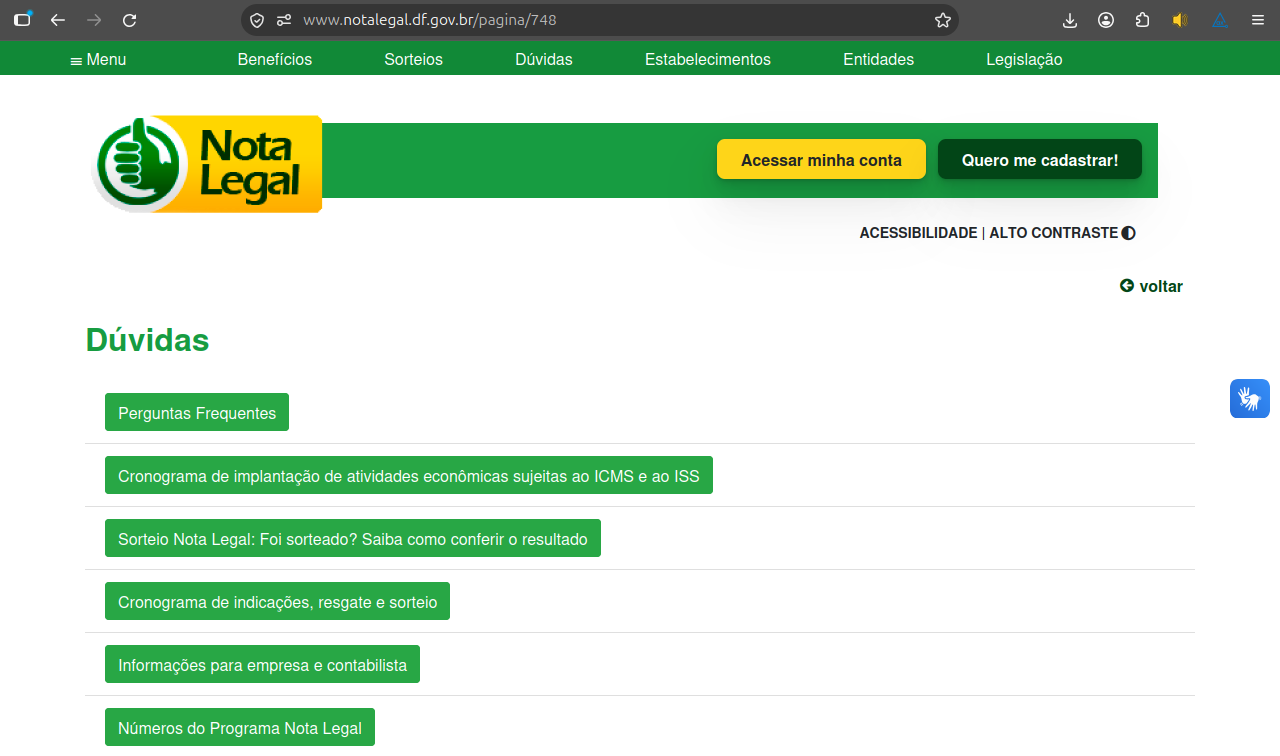 www.notalegal.df.gov.br/pagina/748
Menu Benefícios Sorteios Dúvidas Estabelecimentos Entidades Legislação
Nota
Legal
Acessar minha conta Quero me cadastrar!
ACESSIBILIDADE | ALTO CONTRASTE
voltar
Dúvidas
Perguntas Frequentes
Cronograma de implantação de atividades econômicas sujeitas ao ICMS e ao ISS
Sorteio Nota Legal: Foi sorteado? Saiba como conferir o resultado
Cronograma de indicações, resgate e sorteio
Informações para empresa e contabilista
Números do Programa Nota Legal